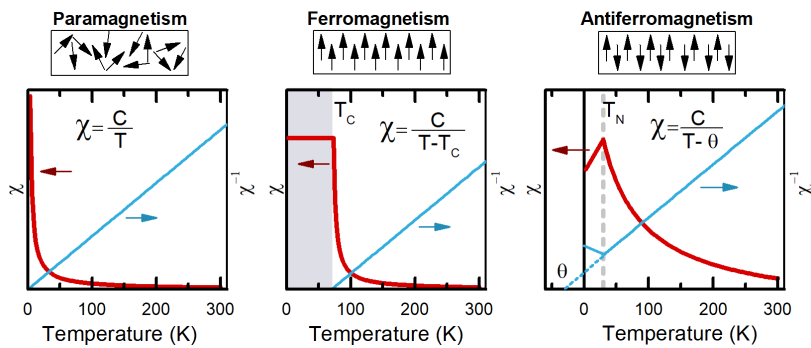 Paramagnetism
Ferromagnetism
Antiferromagnetism
χ = C/T
χ
χ⁻¹
0 100 200 300
Temperature (K)
T_C
χ = C/(T-T_C)
χ
χ⁻¹
0 100 200 300
Temperature (K)
T_N
χ = C/(T-θ)
χ
χ⁻¹
θ
0 100 200 300
Temperature (K)